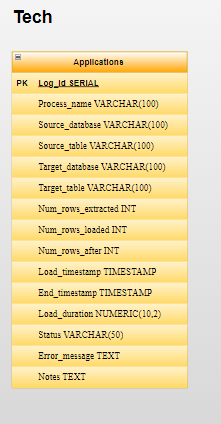 Tech
Applications
PK Log_Id SERIAL
Process_name VARCHAR(100)
Source_database VARCHAR(100)
Source_table VARCHAR(100)
Target_database VARCHAR(100)
Target_table VARCHAR(100)
Num_rows_extracted INT
Num_rows_loaded INT
Num_rows_after INT
Load_timestamp TIMESTAMP
End_timestamp TIMESTAMP
Load_duration NUMERIC(10,2)
Status VARCHAR(50)
Error_message TEXT
Notes TEXT